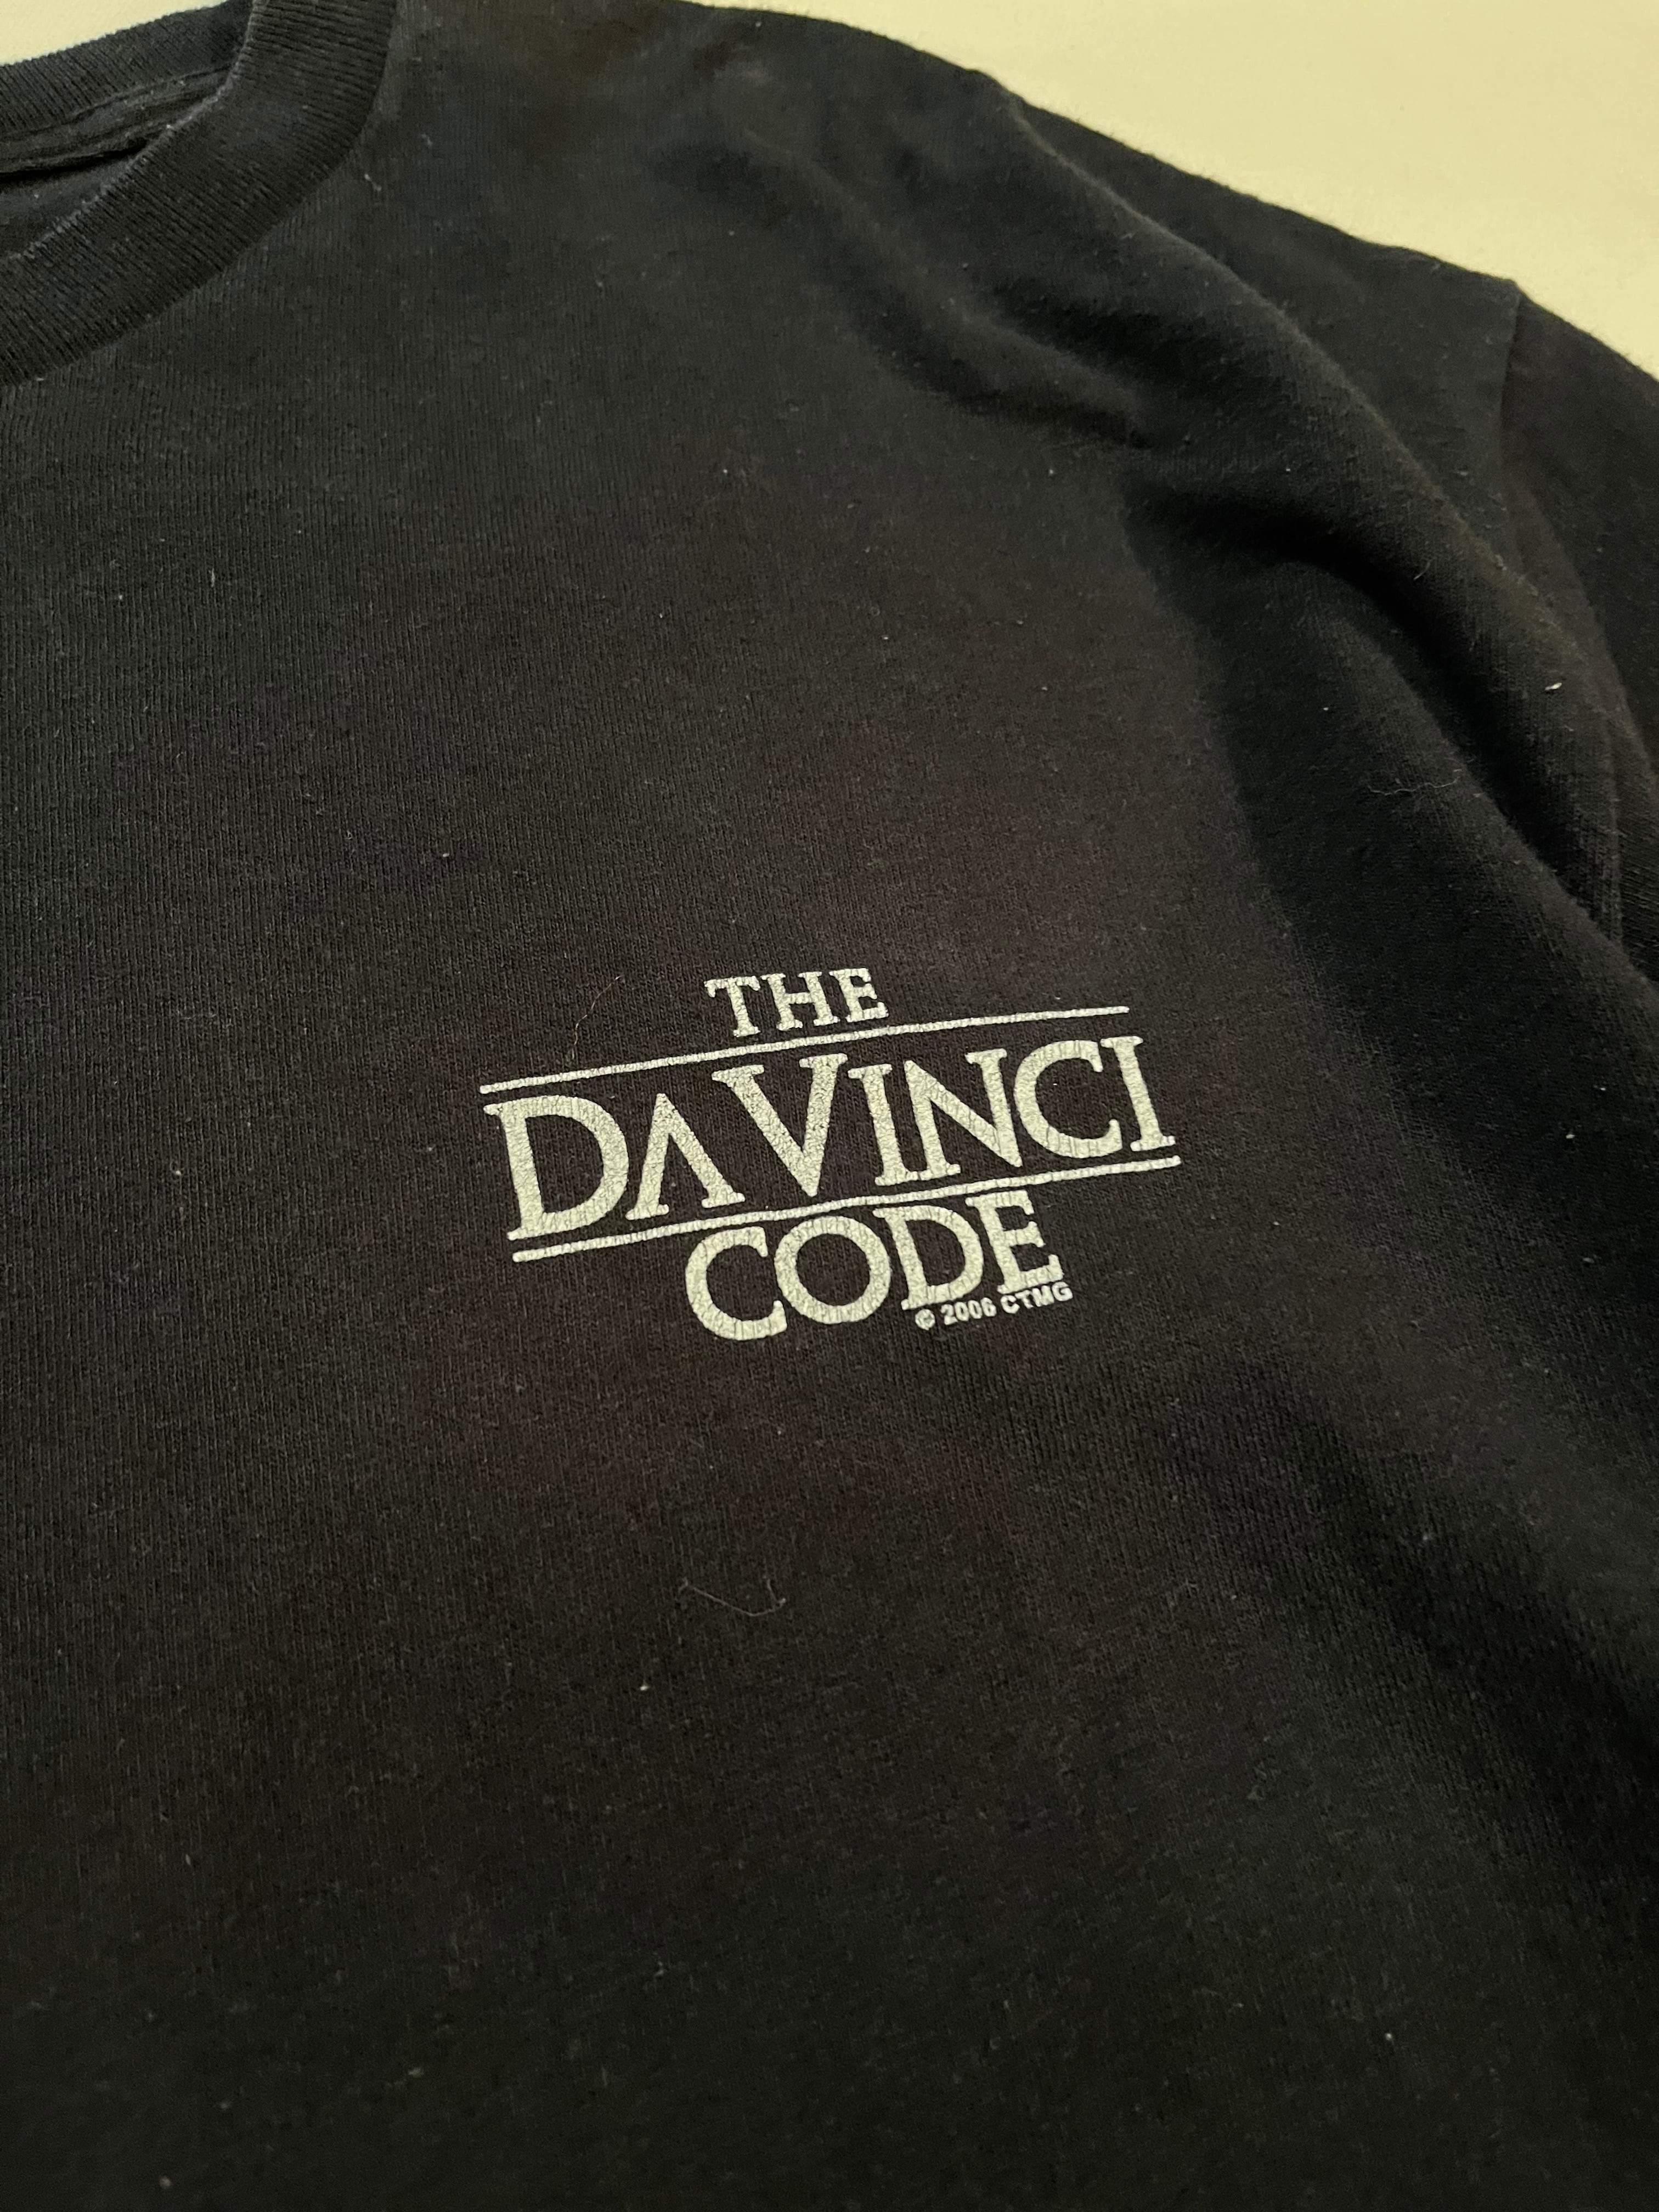 THE
DAVINCI
CODE
© 2006 CTMG